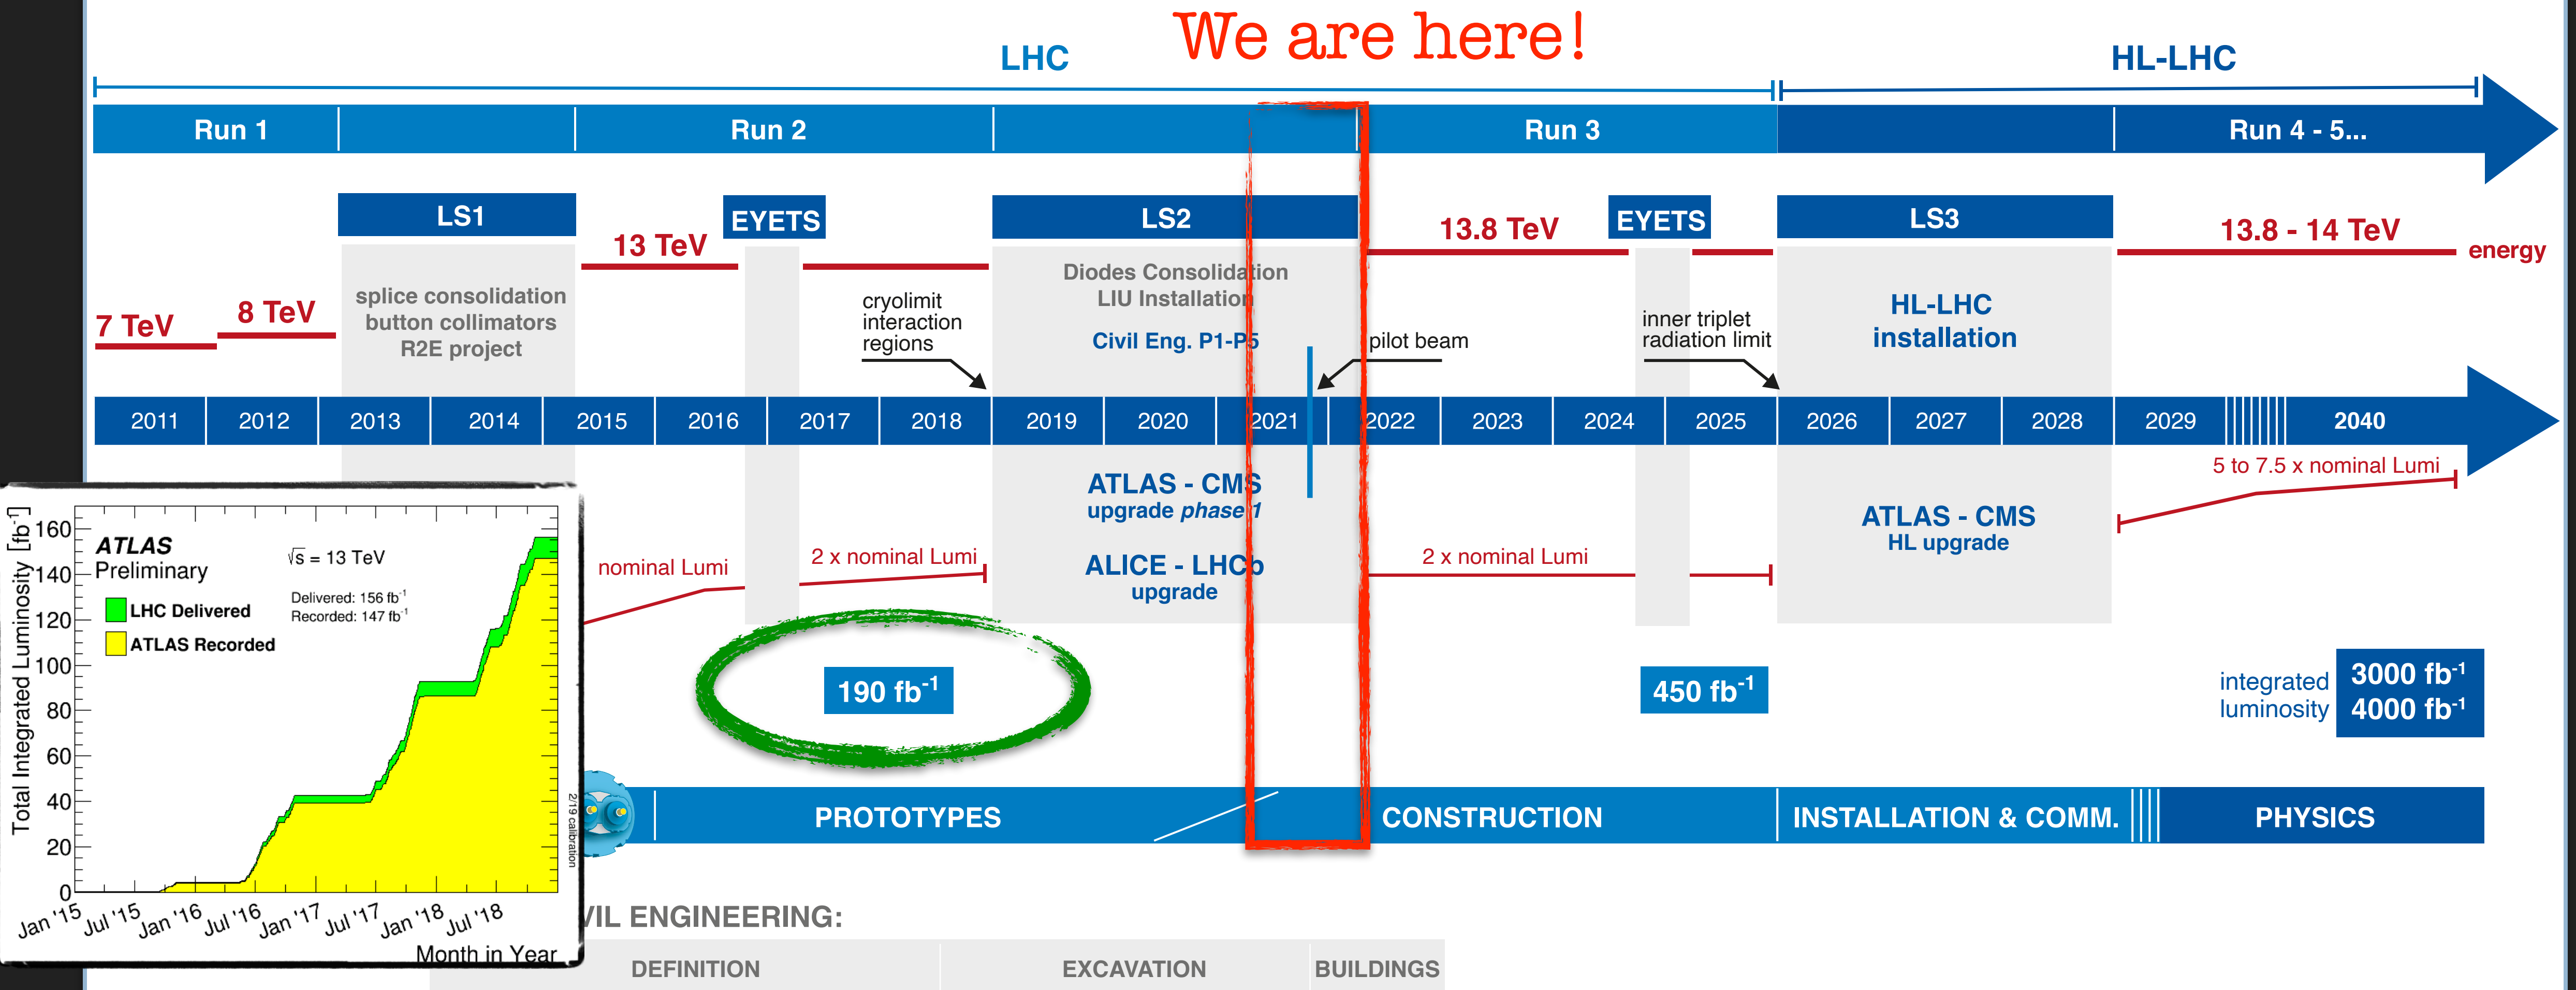 We are here!
LHC
HL-LHC
Run 1
Run 2
Run 3
Run 4 - 5...
LS1
EYETS
LS2
EYETS
LS3
13 TeV
13.8 TeV
13.8 - 14 TeV
energy
7 TeV
8 TeV
splice consolidation
button collimators
R2E project
cryolimit
interaction
regions
Diodes Consolidation
LIU Installation
Civil Eng. P1-P5
pilot beam
inner triplet
radiation limit
HL-LHC
installation
2011 2012 2013 2014 2015 2016 2017 2018 2019 2020 2021 2022 2023 2024 2025 2026 2027 2028 2029 2040
5 to 7.5 x nominal Lumi
ATLAS - CMS
upgrade phase 1
ALICE - LHCb
upgrade
ATLAS - CMS
HL upgrade
nominal Lumi
2 x nominal Lumi
2 x nominal Lumi
190 fb-1
450 fb-1
integrated
luminosity
3000 fb-1
4000 fb-1
PROTOTYPES
CONSTRUCTION
INSTALLATION & COMM.
PHYSICS
VIL ENGINEERING:
DEFINITION
EXCAVATION
BUILDINGS
Total Integrated Luminosity [fb-1]
160
140
120
100
80
60
40
20
0
ATLAS
Preliminary
√s = 13 TeV
Delivered: 156 fb-1
Recorded: 147 fb-1
LHC Delivered
ATLAS Recorded
2/19 calibration
Jan '15 Jul '15 Jan '16 Jul '16 Jan '17 Jul '17 Jan '18 Jul '18
Month in Year